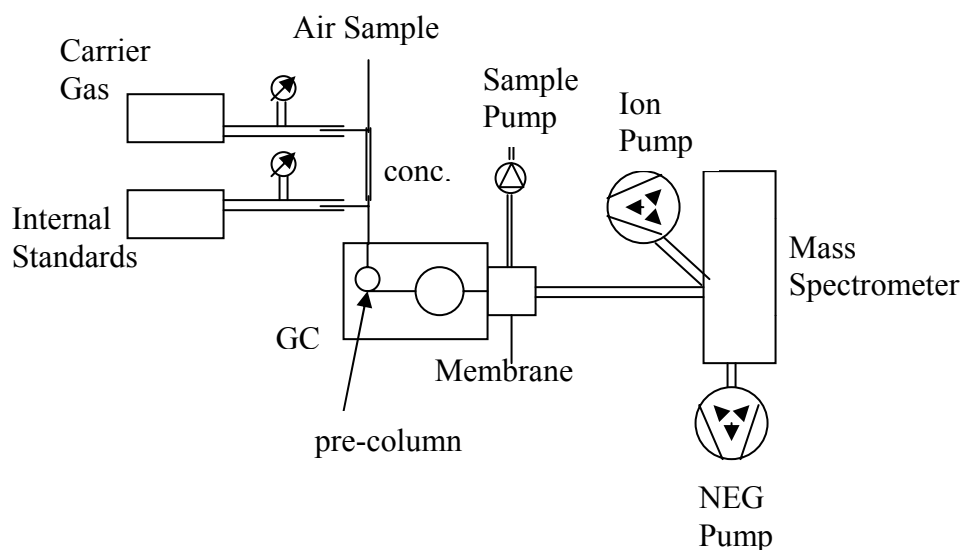 Air Sample
Carrier
Gas
Sample
Pump
Ion
Pump
conc.
Internal
Standards
Mass
Spectrometer
GC
Membrane
pre-column
NEG
Pump